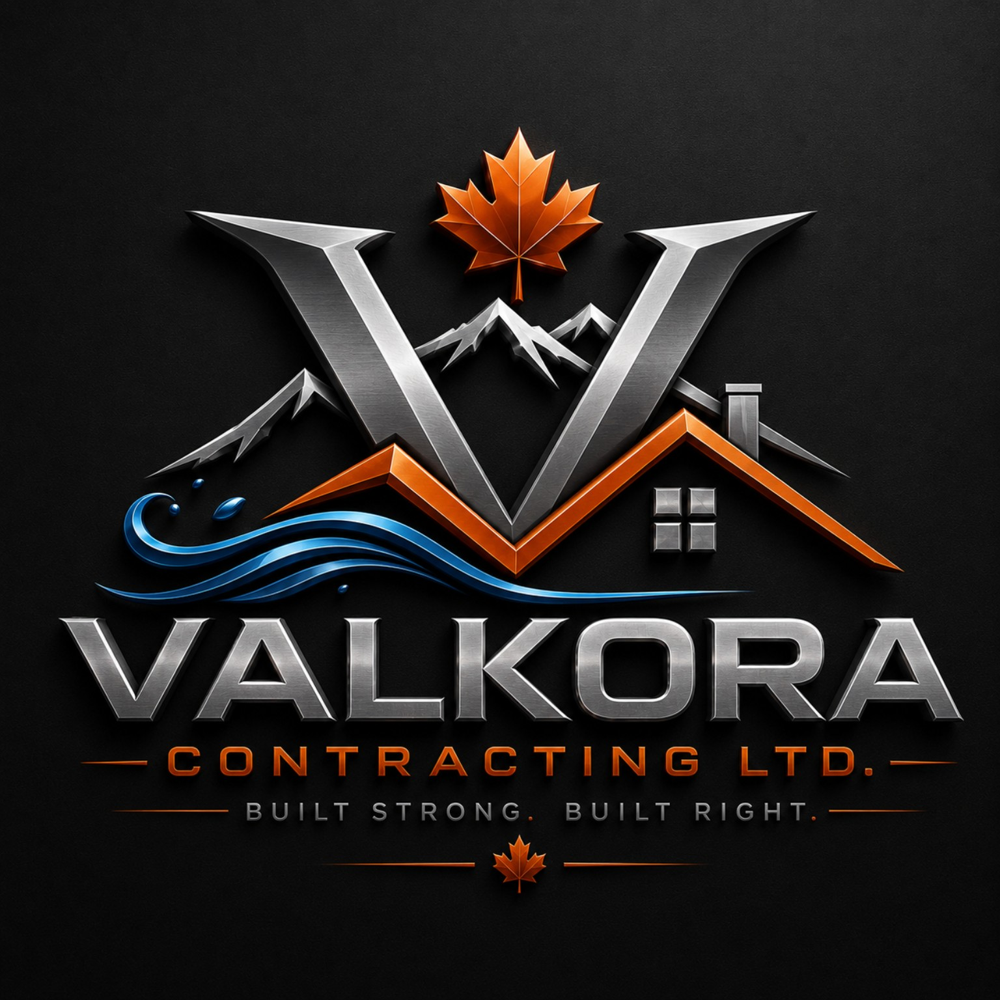 V
VALKORA
CONTRACTING LTD.
BUILT STRONG. BUILT RIGHT.